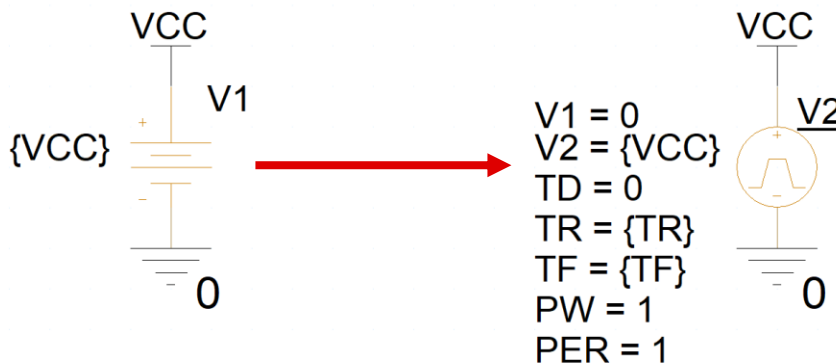 VCC
V1
{VCC}
+
-
0
VCC
V2
V1 = 0
V2 = {VCC}
TD = 0
TR = {TR}
TF = {TF}
PW = 1
PER = 1
+
-
0